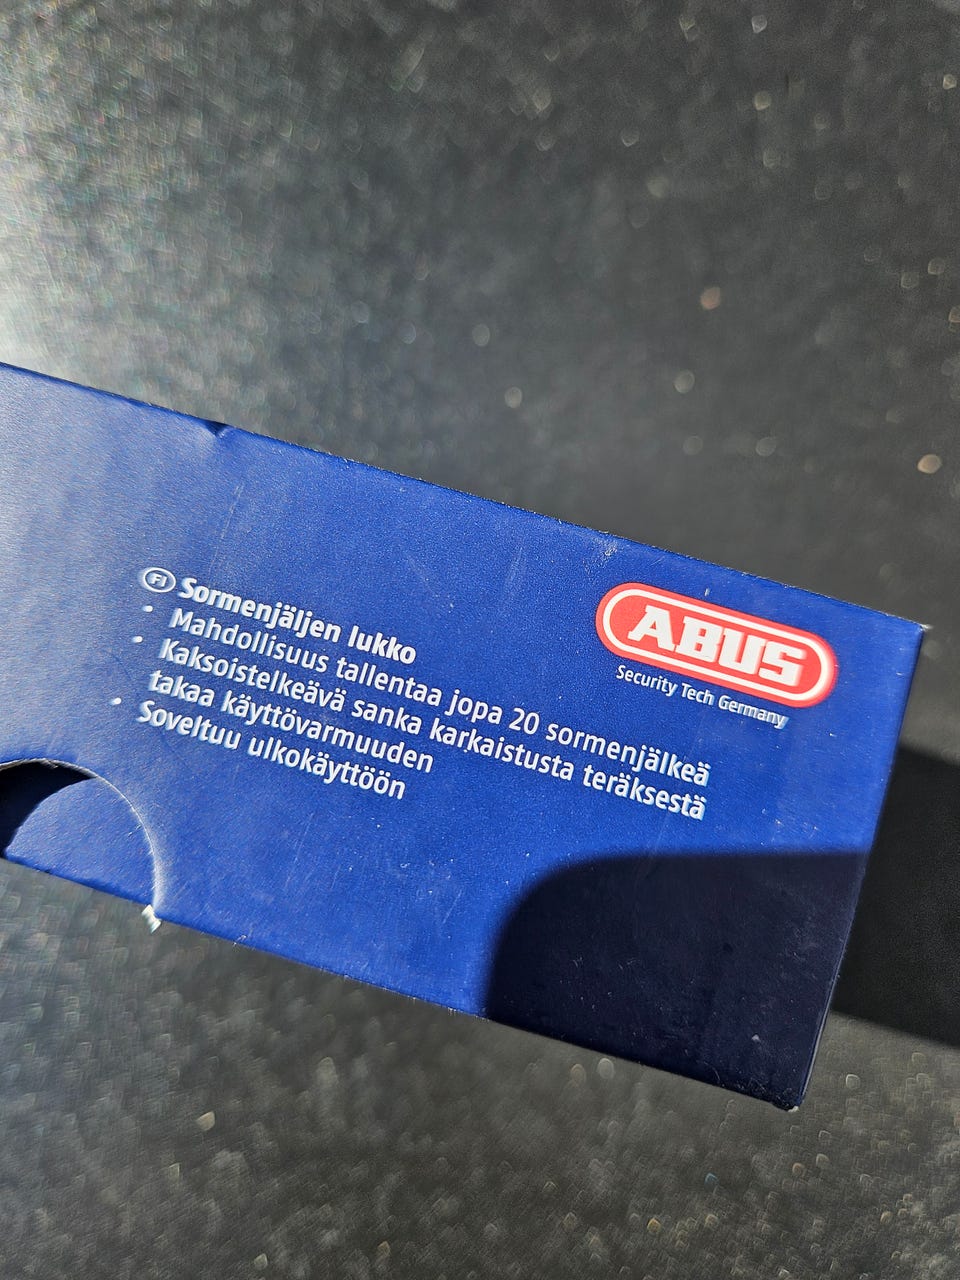 FI Sormenjäljen lukko
• Mahdollisuus tallentaa jopa 20 sormenjälkeä
• Kaksoistelkeävä sanka karkaistusta teräksestä
takaa käyttövarmuuden
• Soveltuu ulkokäyttöön
ABUS
Security Tech Germany